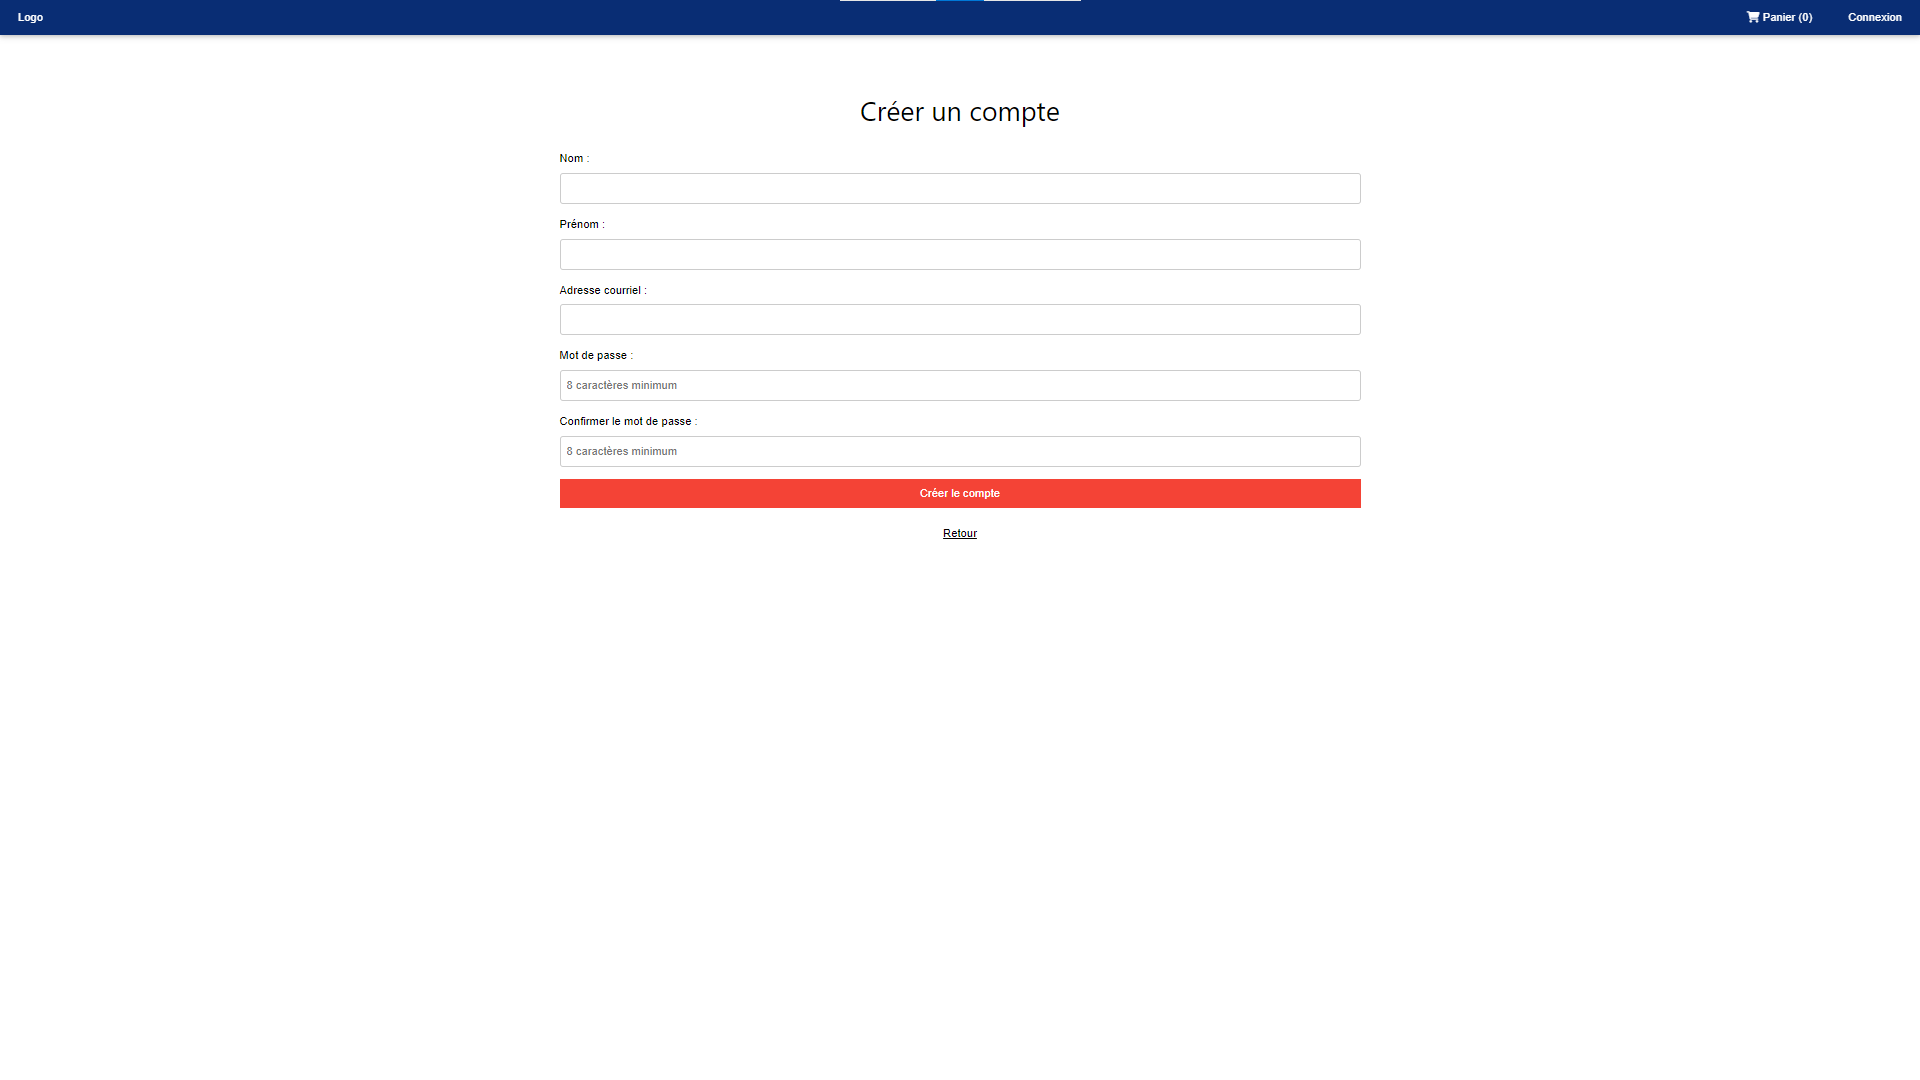 Logo
Panier (0)
Connexion
Créer un compte
Nom :
Prénom :
Adresse courriel :
Mot de passe :
8 caractères minimum
Confirmer le mot de passe :
8 caractères minimum
Créer le compte
Retour